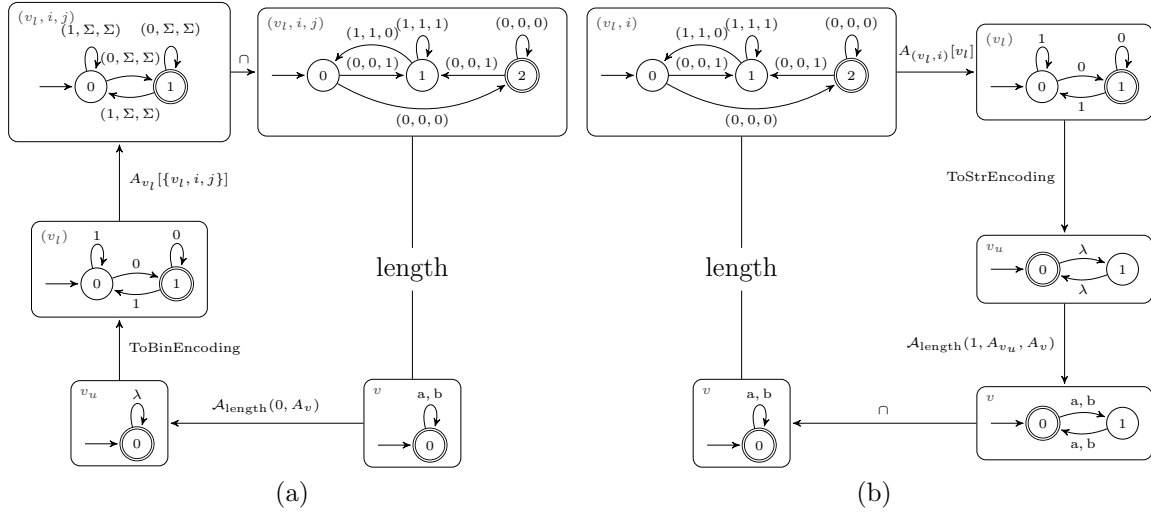 (v_l, i, j)
(1, Σ, Σ) (0, Σ, Σ)
(0, Σ, Σ)
0 1
(1, Σ, Σ)
∩
(v_l, i, j)
(1, 1, 1) (0, 0, 0)
(1, 1, 0)
(0, 0, 1) (0, 0, 1)
0 1 2
(0, 0, 0)
A_{v_l}[{v_l, i, j}]
(v_l)
1 0
0
0 1
1
length
ToBinEncoding
v_u
λ
0
𝒜_length(0, A_v)
v
a, b
0
(a)
(v_l, i)
(1, 1, 1) (0, 0, 0)
(1, 1, 0)
(0, 0, 1) (0, 0, 1)
0 1 2
(0, 0, 0)
A_{(v_l,i)}[v_l]
(v_l)
1 0
0
0 1
1
ToStrEncoding
v_u
λ
0 1
λ
length
𝒜_length(1, A_{v_u}, A_v)
v
a, b
0 1
a, b
∩
v
a, b
0
(b)